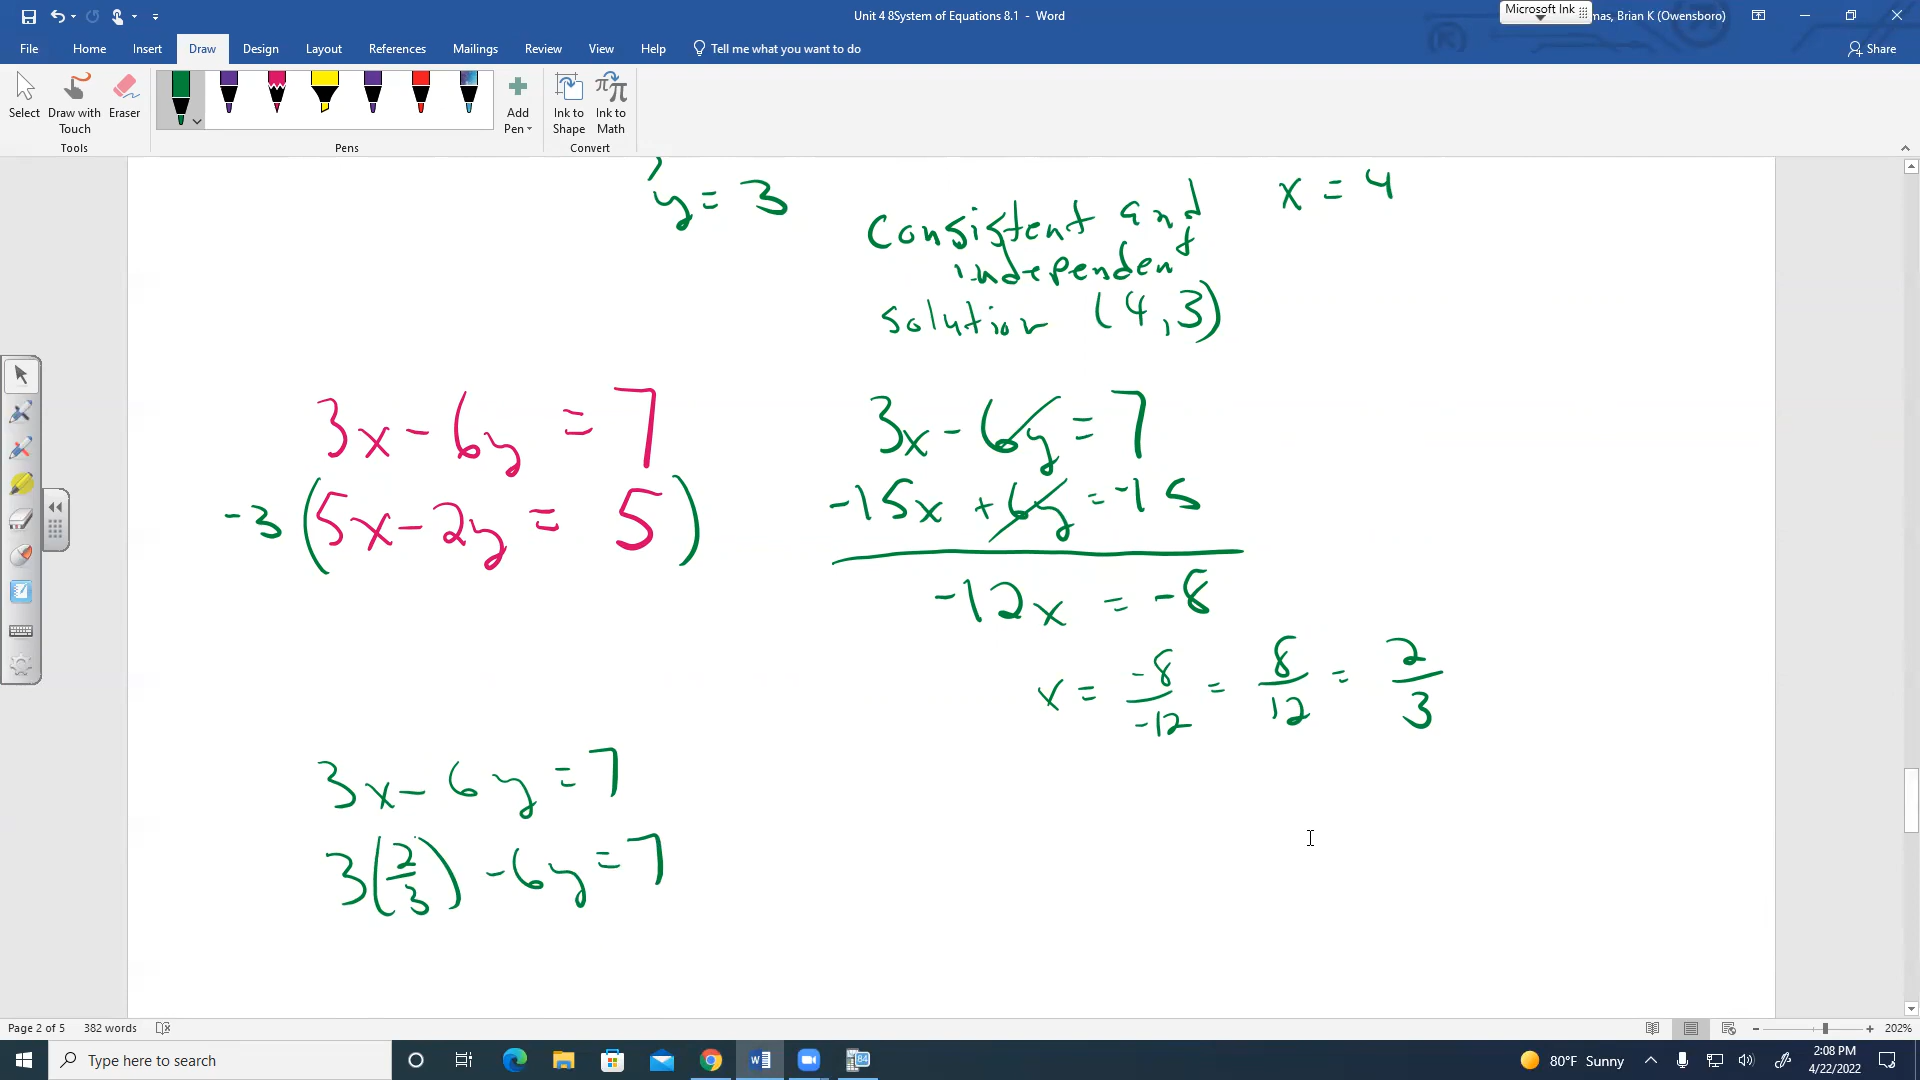 Unit 4 8System of Equations 8.1 - Word
Microsoft Ink
mas, Brian K (Owensboro)
File Home Insert Draw Design Layout References Mailings Review View Help Tell me what you want to do
Share
Select
Draw with Touch
Eraser
Add Pen
Ink to Shape
Ink to Math
Tools
Pens
Convert
y = 3
x = 4
Consistent and
independent
solution (4,3)
3x - 6y = 7
-3 (5x - 2y = 5)
3x - 6y = 7
-15x + 6y = -15
-12x = -8
x = -8/-12 = 8/12 = 2/3
3x - 6y = 7
3(2/3) - 6y = 7
Page 2 of 5 382 words
202%
Type here to search
84
80°F Sunny
2:08 PM
4/22/2022